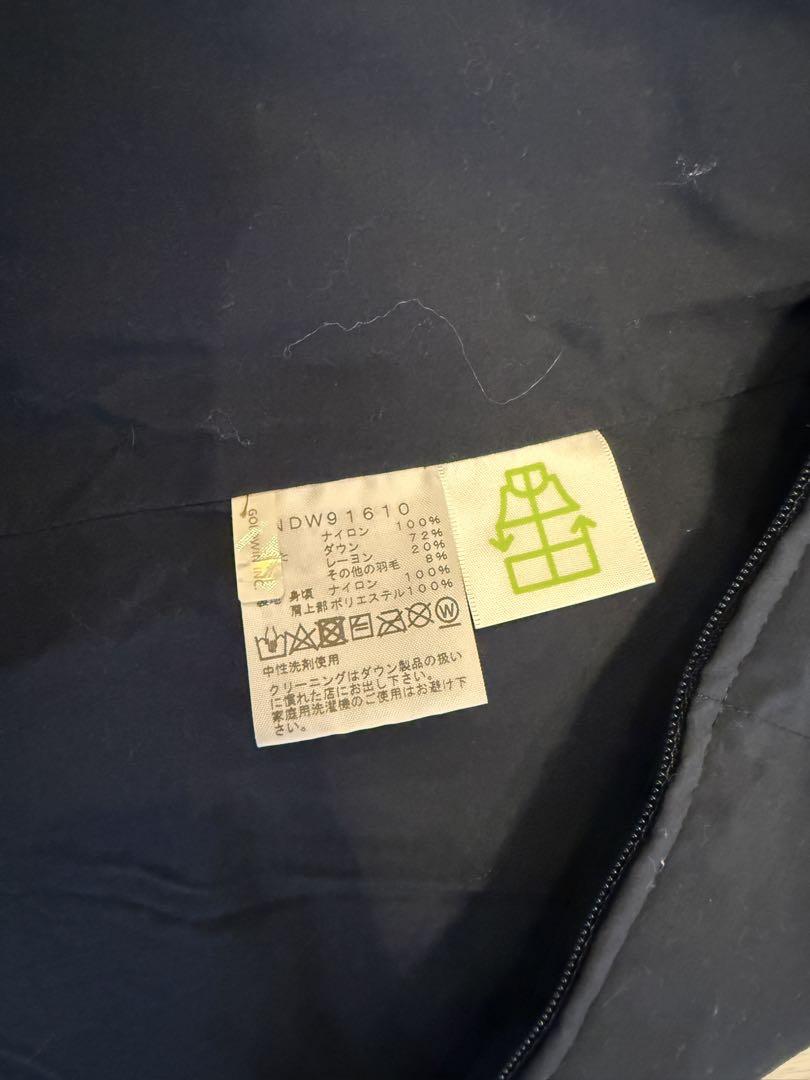 NDW91610
ナイロン 100%
ダウン 72%
レーヨン 20%
その他の羽毛 8%
身頃 ナイロン 100%
肩上部 ポリエステル 100%
W
中性洗剤使用
クリーニングはダウン製品の扱い
に慣れた店にお出し下さい。
家庭用洗濯機のご使用はお避け下
さい。